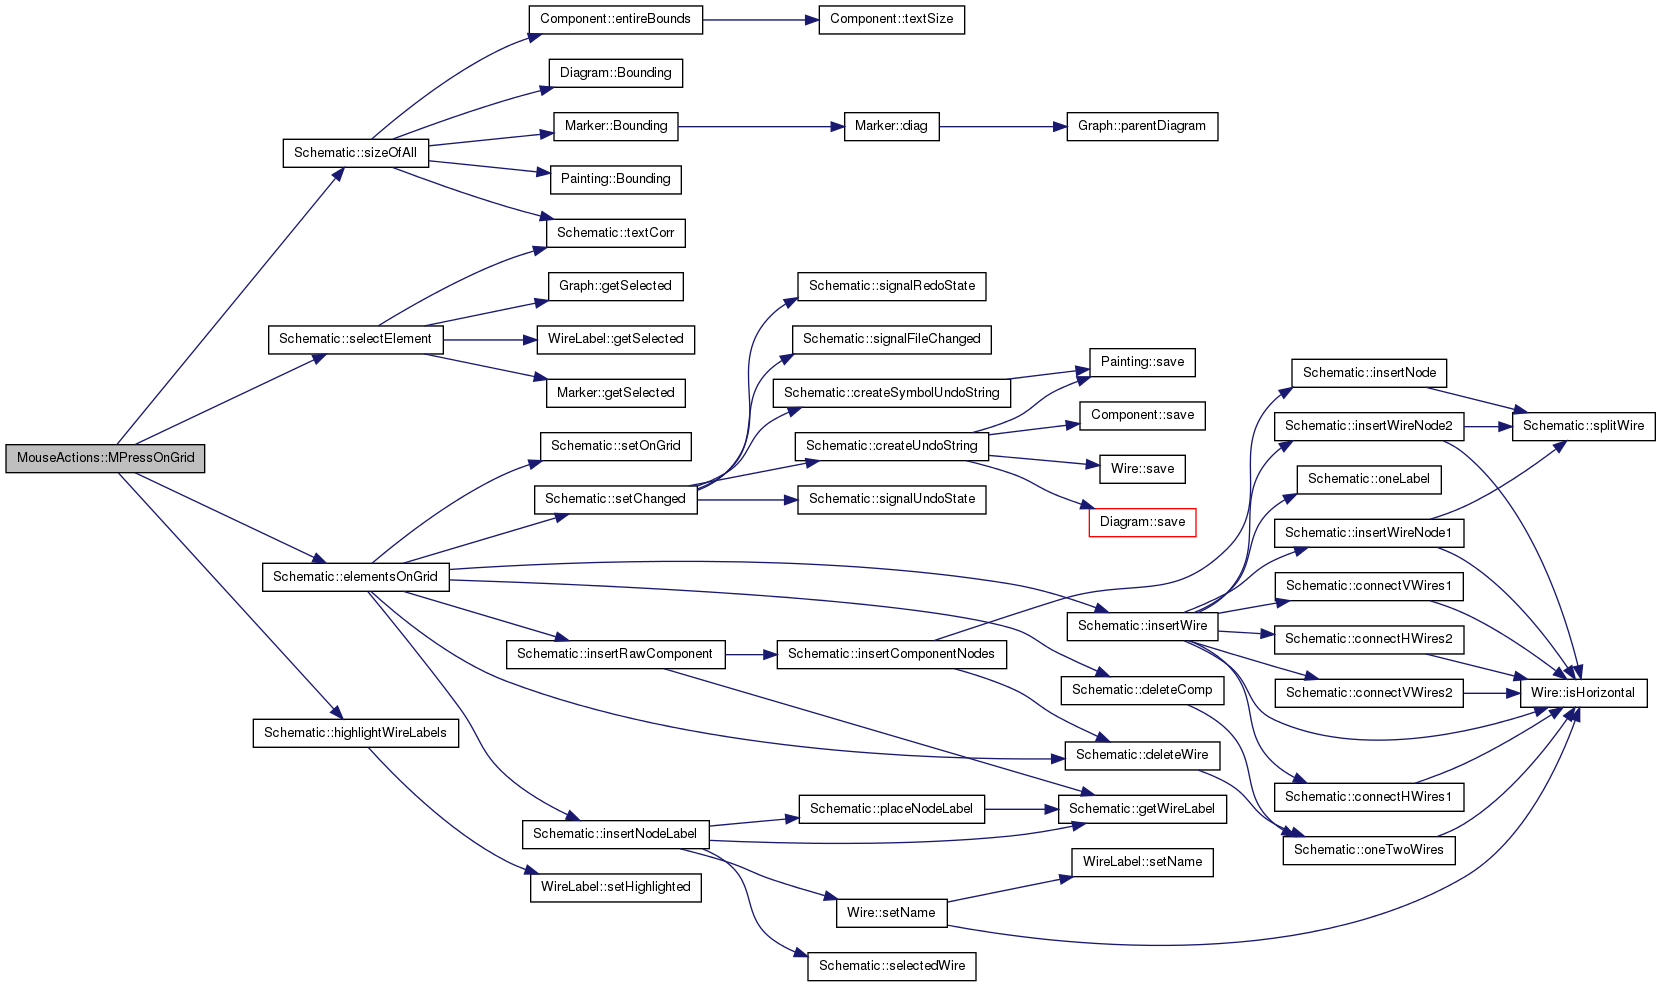 Component::entireBounds
Component::textSize
Diagram::Bounding
Marker::Bounding
Marker::diag
Graph::parentDiagram
Schematic::sizeOfAll
Painting::Bounding
Schematic::textCorr
Graph::getSelected
Schematic::signalRedoState
Schematic::selectElement
WireLabel::getSelected
Schematic::signalFileChanged
Painting::save
Schematic::insertNode
Marker::getSelected
Schematic::createSymbolUndoString
Component::save
Schematic::insertWireNode2
Schematic::splitWire
MouseActions::MPressOnGrid
Schematic::setOnGrid
Schematic::createUndoString
Wire::save
Schematic::oneLabel
Schematic::setChanged
Schematic::signalUndoState
Diagram::save
Schematic::insertWireNode1
Schematic::elementsOnGrid
Schematic::connectVWires1
Schematic::insertWire
Schematic::connectHWires2
Schematic::insertRawComponent
Schematic::insertComponentNodes
Schematic::deleteComp
Schematic::connectVWires2
Wire::isHorizontal
Schematic::highlightWireLabels
Schematic::deleteWire
Schematic::connectHWires1
Schematic::placeNodeLabel
Schematic::getWireLabel
Schematic::insertNodeLabel
Schematic::oneTwoWires
WireLabel::setName
WireLabel::setHighlighted
Wire::setName
Schematic::selectedWire